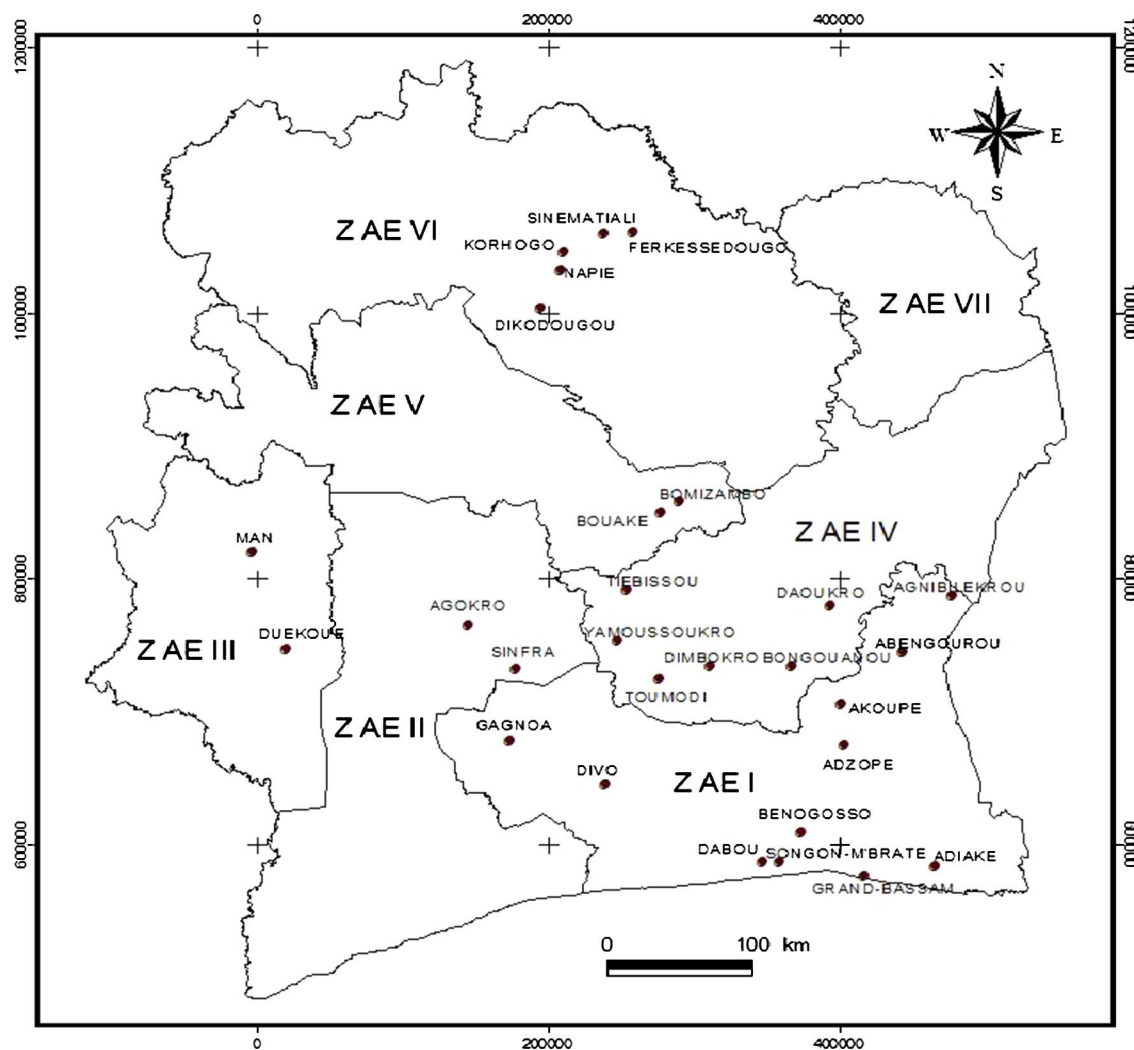 0 200000 400000
1200000 1200000
N
W E
S
SINEMATIALI
ZAE VI
KORHOGO
FERKESSEDOUGO
NAPIE
ZAE VII
1000000
DIKODOUGOU
ZAE V
BOMIZAMBO
BOUAKE
ZAE IV
MAN
800000
TIEBISSOU
AGNIBILEKROU
DAOUKRO
AGOKRO
YAMOUSSOUKRO
DUEKOUE
ABENGOUROU
ZAE III
SINFRA
DIMBOKRO BONGOUANOU
TOUMODI
AKOUPE
GAGNOA
ZAE II
ADZOPE
DIVO
ZAE I
BENOGOSSO
600000
DABOU SONGON-M'BRATE ADIAKE
GRAND-BASSAM
0 100 km
0 200000 400000